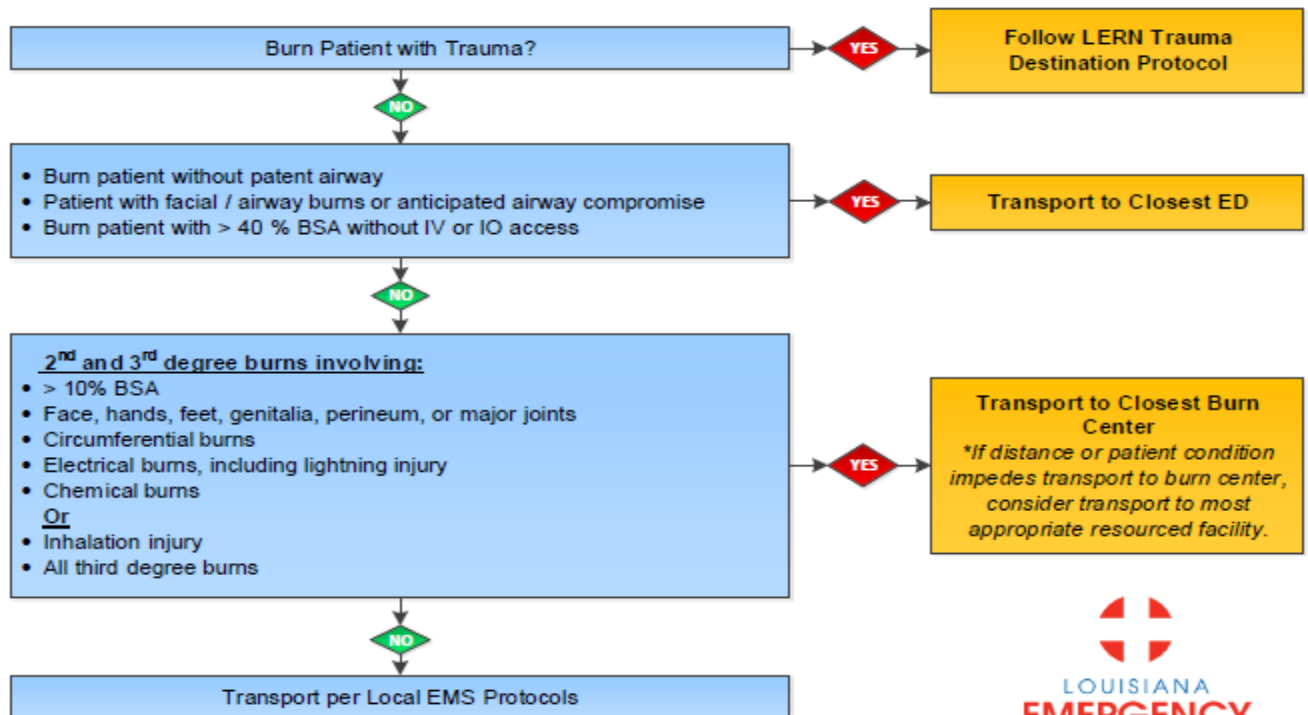 Burn Patient with Trauma?
YES
Follow LERN Trauma
Destination Protocol
NO
• Burn patient without patent airway
• Patient with facial / airway burns or anticipated airway compromise
• Burn patient with > 40 % BSA without IV or IO access
YES
Transport to Closest ED
NO
2nd and 3rd degree burns involving:
• > 10% BSA
• Face, hands, feet, genitalia, perineum, or major joints
• Circumferential burns
• Electrical burns, including lightning injury
• Chemical burns
Or
• Inhalation injury
• All third degree burns
YES
Transport to Closest Burn
Center
*If distance or patient condition
impedes transport to burn center,
consider transport to most
appropriate resourced facility.
NO
Transport per Local EMS Protocols
LOUISIANA
EMERGENCY